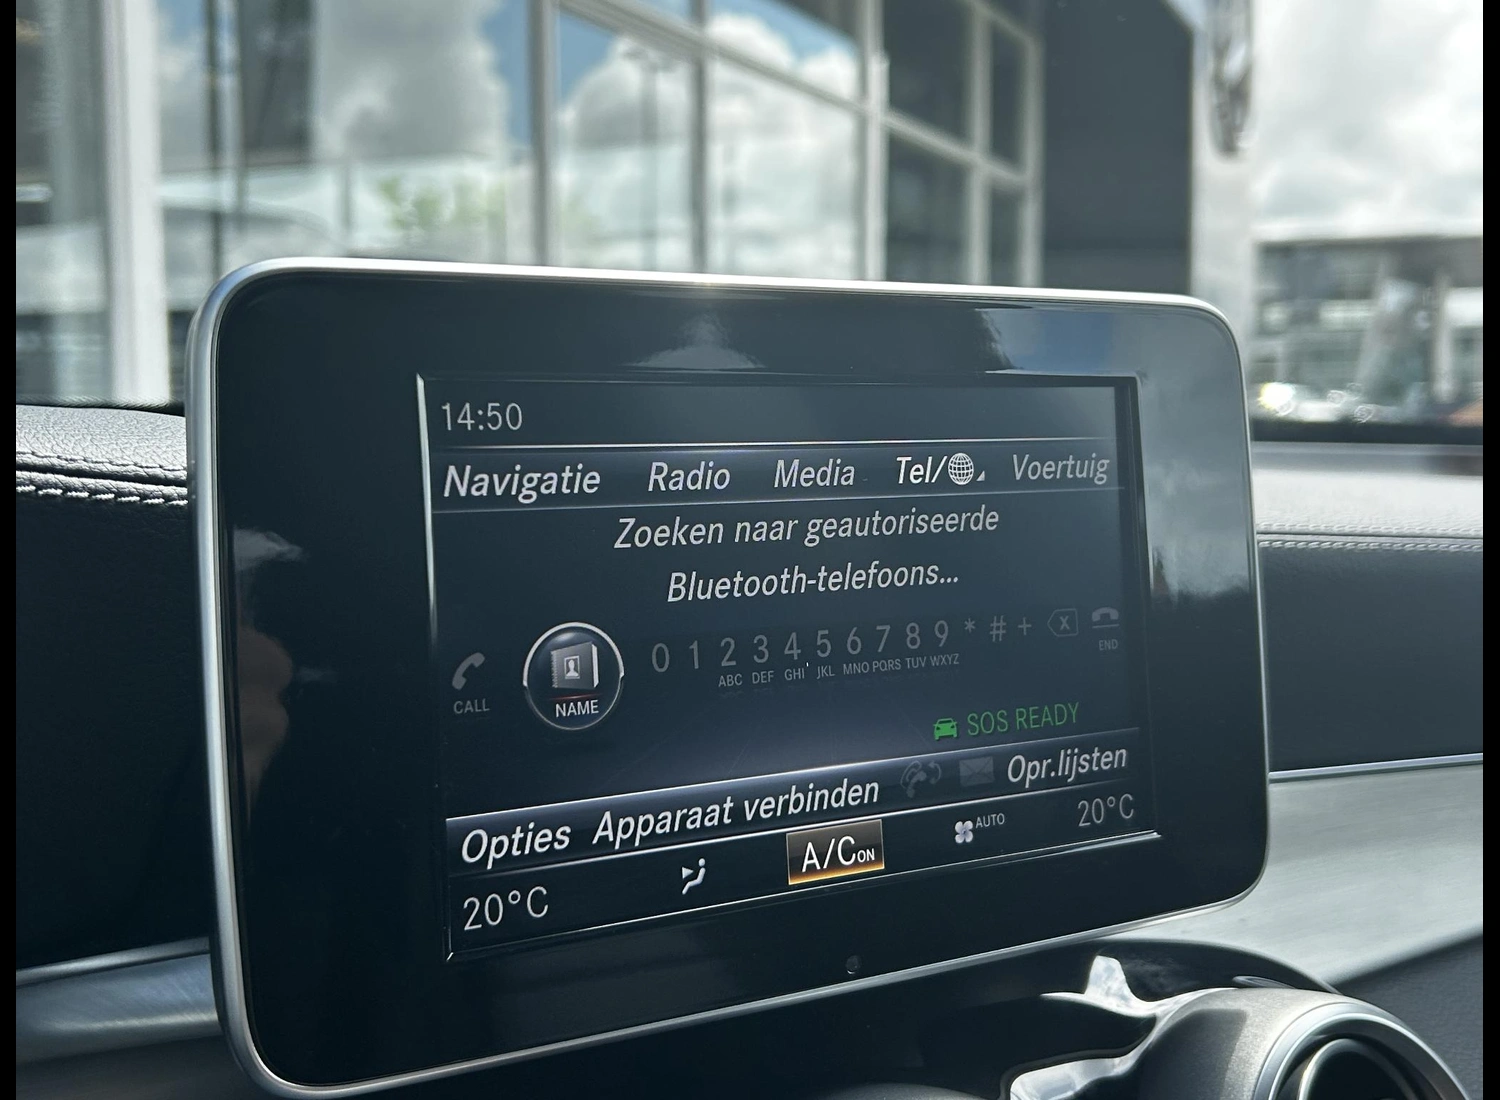 14:50
Navigatie Radio Media Tel/ Voertuig
Zoeken naar geautoriseerde
Bluetooth-telefoons...
0 1 2 3 4 5 6 7 8 9 * # + X
ABC DEF GHI JKL MNO PQRS TUV WXYZ END
CALL NAME
SOS READY
Opties Apparaat verbinden Opr.lijsten
20°C A/C ON AUTO 20°C